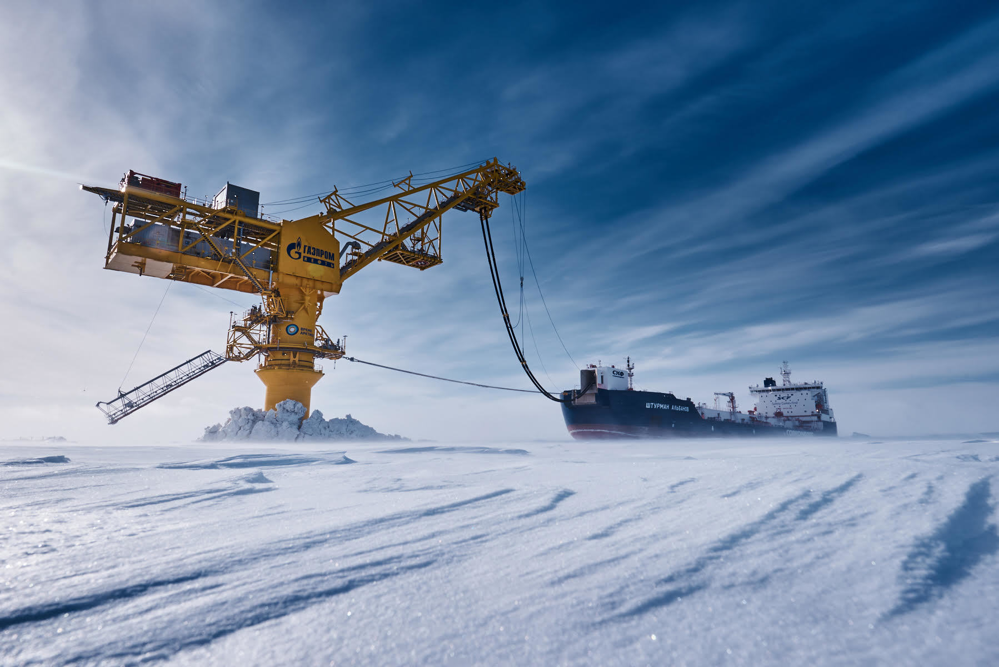 ГАЗПРОМ
НЕФТЬ
ВРЕМЯ
АРКТИКИ
СКФ
ШТУРМАН АЛЬБАНОВ
SCF
Safety Comes First